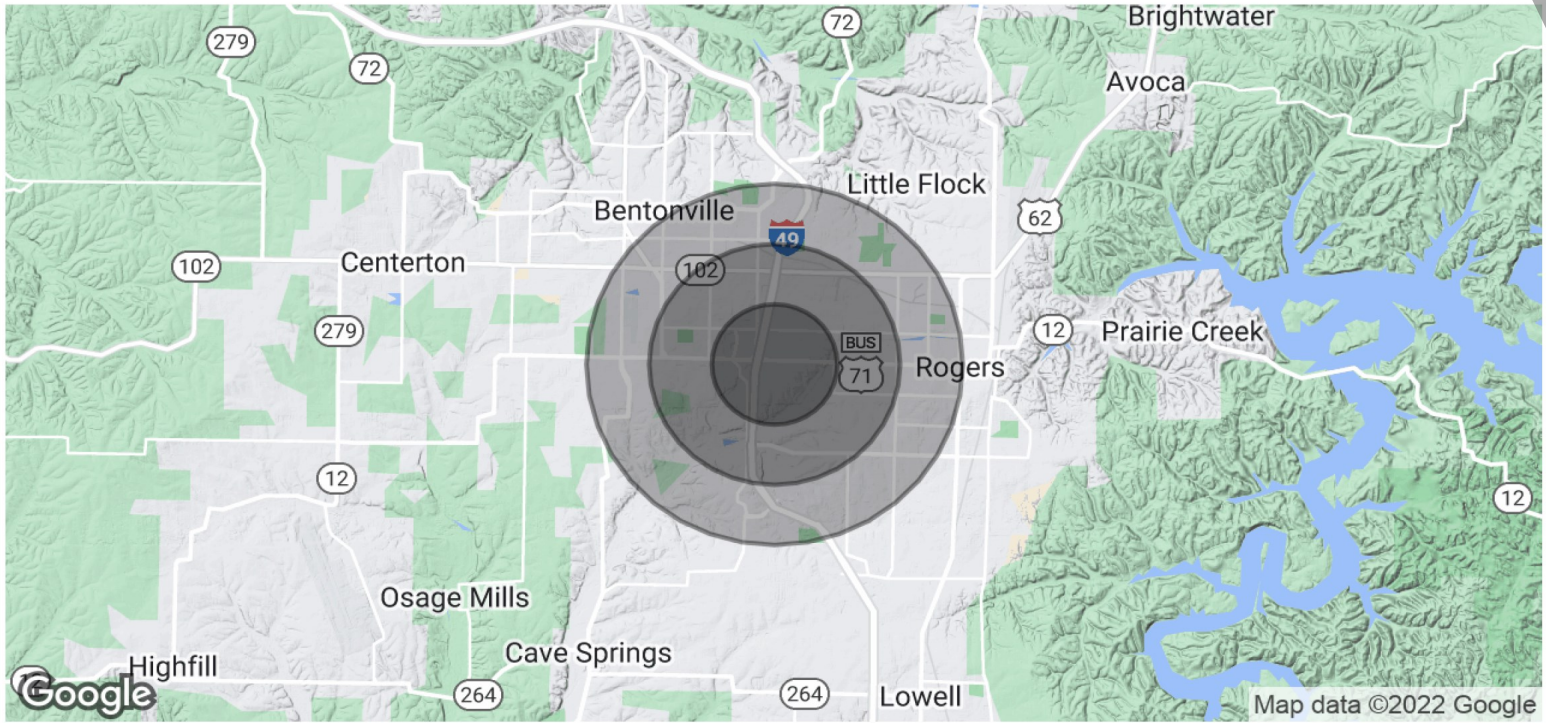 Brightwater
72
279
72
Avoca
Little Flock
62
Bentonville
49
102
Centerton
102
279
12
Prairie Creek
BUS
71
Rogers
12
12
Osage Mills
Cave Springs
Highfill
264
264
Lowell
Google
Map data ©2022 Google